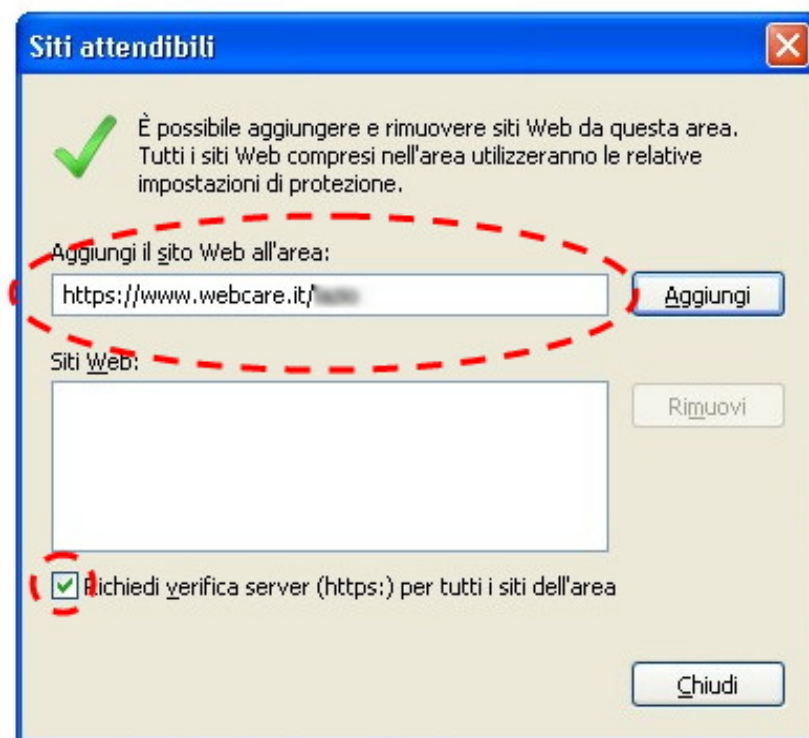 Siti attendibili
È possibile aggiungere e rimuovere siti Web da questa area.
Tutti i siti Web compresi nell'area utilizzeranno le relative
impostazioni di protezione.
Aggiungi il sito Web all'area:
https://www.webcare.it/
Aggiungi
Siti Web:
Rimuovi
Richiedi verifica server (https:) per tutti i siti dell'area
Chiudi